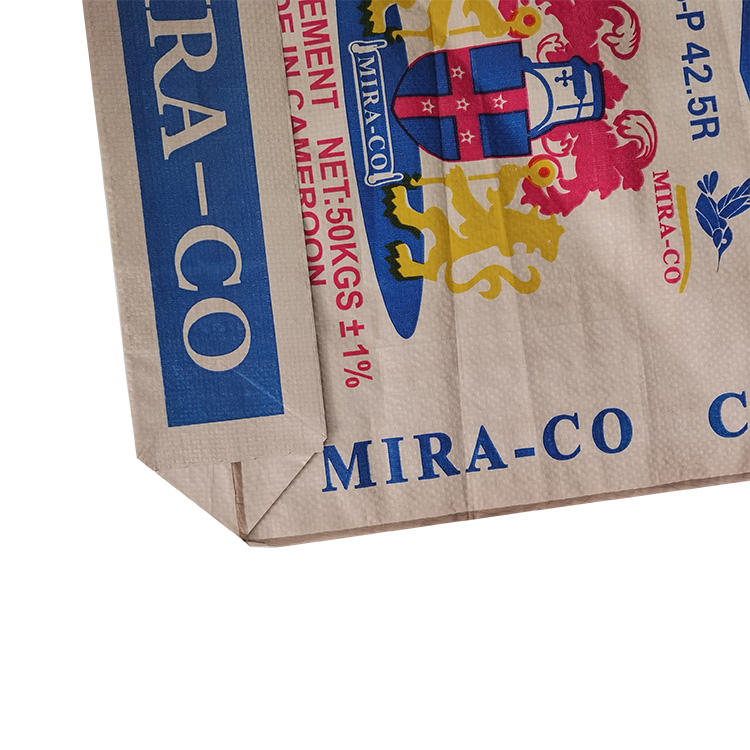 IRA-CO
EMENT NET:50KGS ± 1%
DE IN CAMEROON
MIRA-CO
-P 42.5R
MIRA-CO
MIRA-CO C